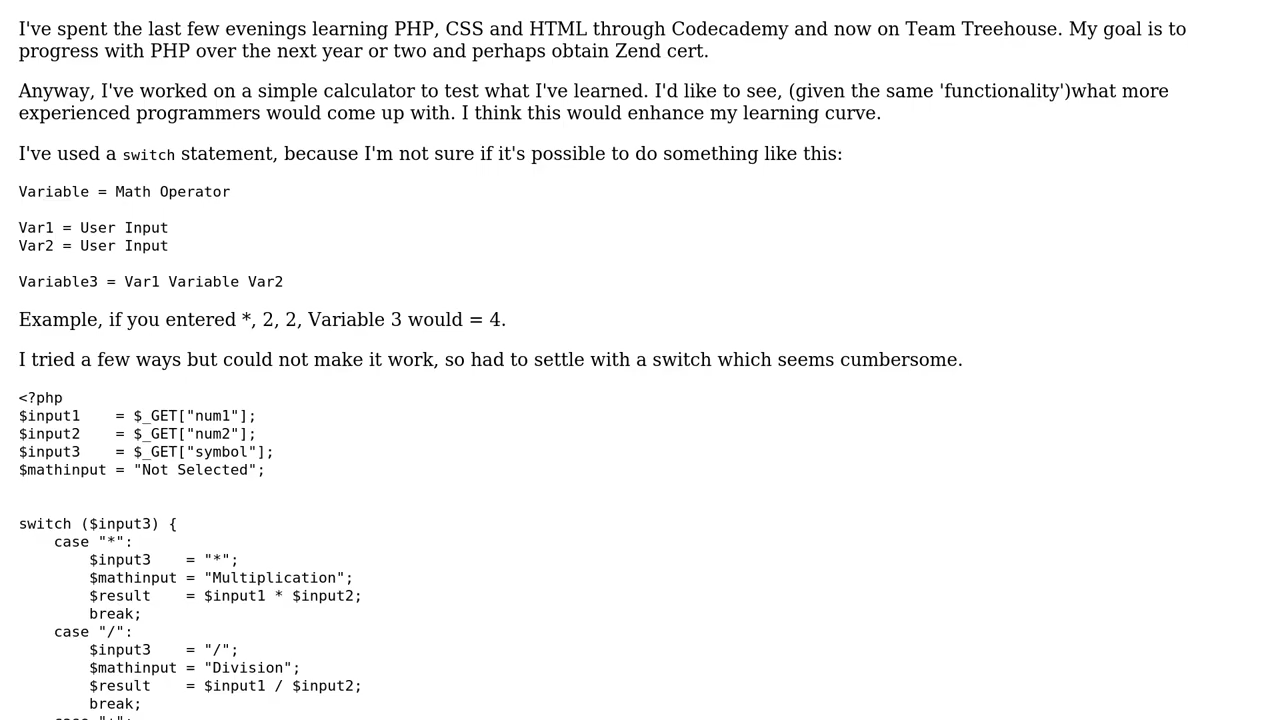 I've spent the last few evenings learning PHP, CSS and HTML through Codecademy and now on Team Treehouse. My goal is to
progress with PHP over the next year or two and perhaps obtain Zend cert.
Anyway, I've worked on a simple calculator to test what I've learned. I'd like to see, (given the same 'functionality')what more
experienced programmers would come up with. I think this would enhance my learning curve.
I've used a switch statement, because I'm not sure if it's possible to do something like this:
Variable = Math Operator
Var1 = User Input
Var2 = User Input
Variable3 = Var1 Variable Var2
Example, if you entered *, 2, 2, Variable 3 would = 4.
I tried a few ways but could not make it work, so had to settle with a switch which seems cumbersome.
<?php
$input1    = $_GET["num1"];
$input2    = $_GET["num2"];
$input3    = $_GET["symbol"];
$mathinput = "Not Selected";
switch ($input3) {
    case "*":
        $input3    = "*";
        $mathinput = "Multiplication";
        $result    = $input1 * $input2;
        break;
    case "/":
        $input3    = "/";
        $mathinput = "Division";
        $result    = $input1 / $input2;
        break;